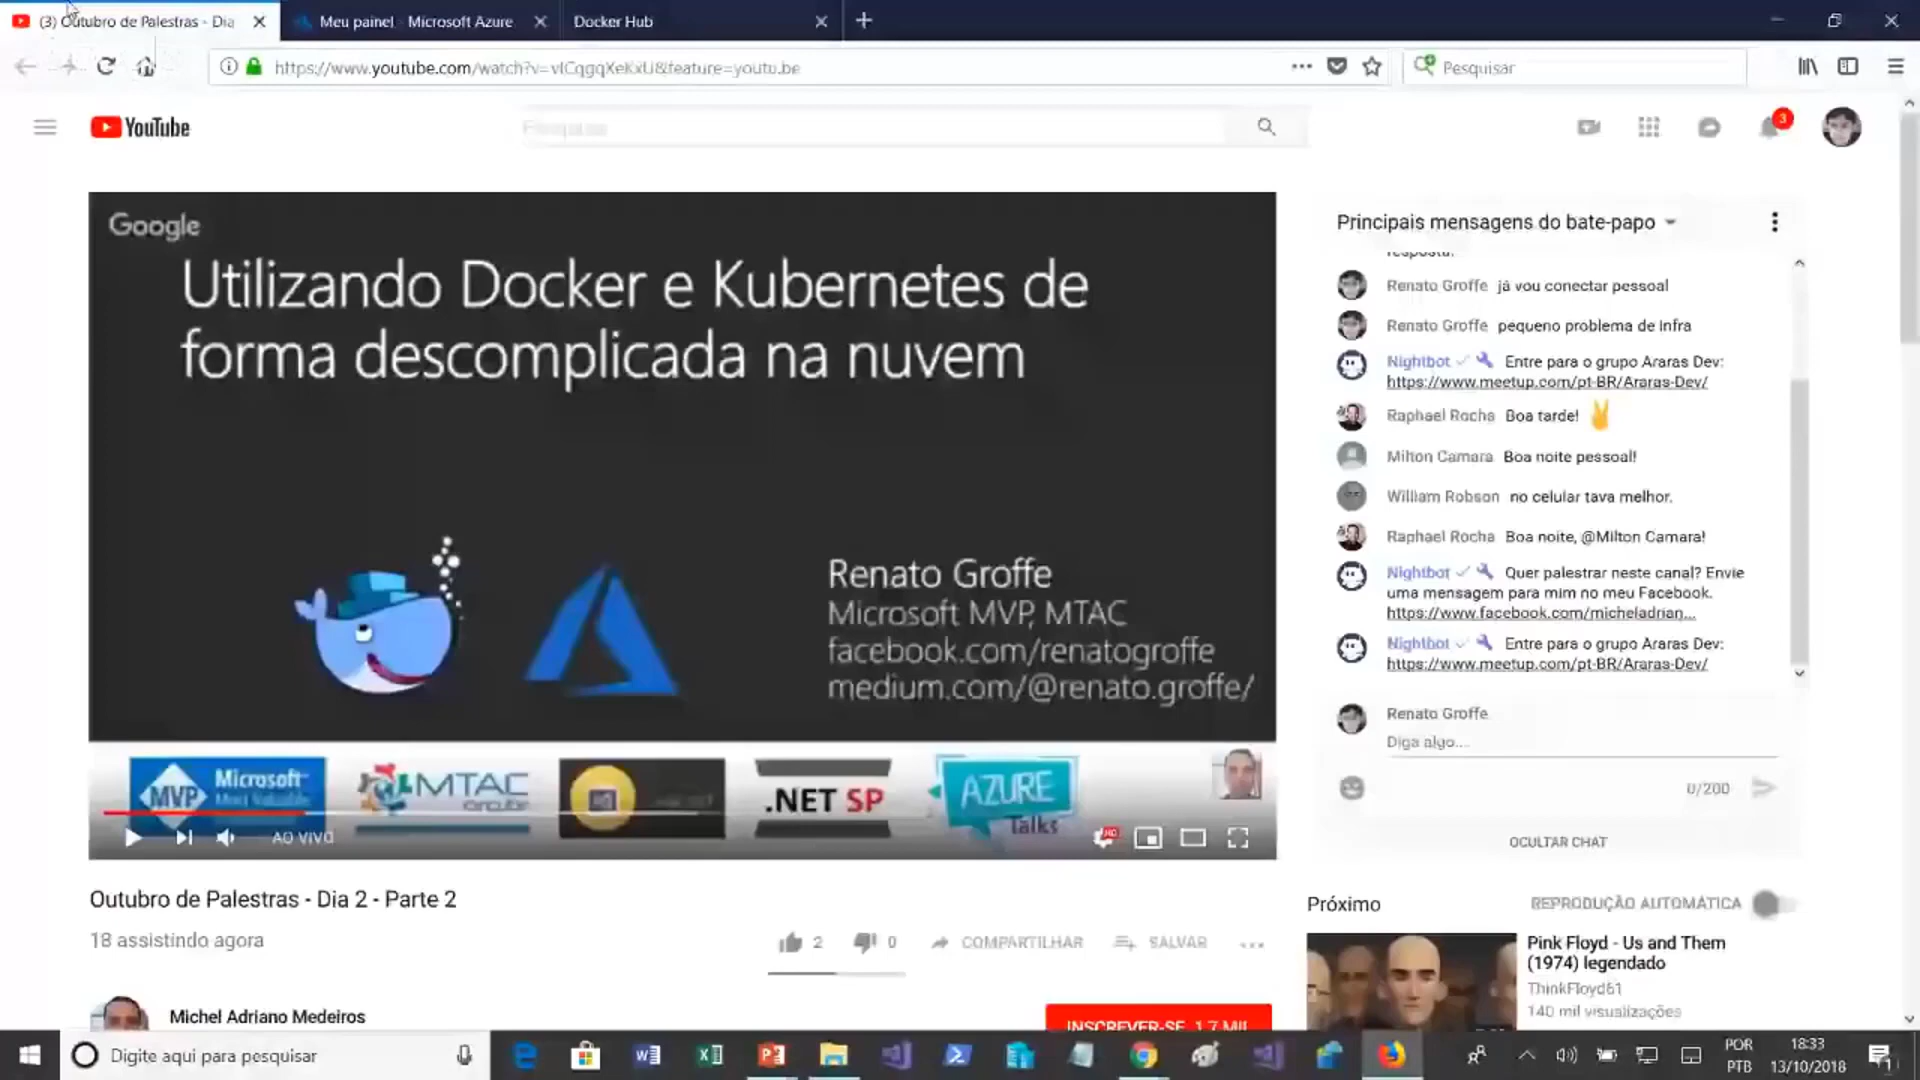 (3) Outubro de Palestras - Dia
Meu painel - Microsoft Azure
Docker Hub
https://www.youtube.com/watch?v=
&feature=youtu.be
Pesquisar
YouTube
Pesquisar
3
Google
Utilizando Docker e Kubernetes de
forma descomplicada na nuvem
Renato Groffe
Microsoft MVP, MTAC
facebook.com/renatogroffe
medium.com/@renato.groffe/
MVP
Microsoft
MTAC
.NET SP
AZURE
Talks
AO VIVO
HD
Principais mensagens do bate-papo
resposta.
Renato Groffe já vou conectar pessoal
Renato Groffe pequeno problema de infra
Nightbot Entre para o grupo Araras Dev:
https://www.meetup.com/pt-BR/Araras-Dev/
Raphael Rocha Boa tarde! ✌
Milton Camara Boa noite pessoal!
William Robson no celular tava melhor.
Raphael Rocha Boa noite, @Milton Camara!
Nightbot Quer palestrar neste canal? Envie
uma mensagem para mim no meu Facebook.
https://www.facebook.com/micheladrian...
Nightbot Entre para o grupo Araras Dev:
https://www.meetup.com/pt-BR/Araras-Dev/
Renato Groffe
Diga algo...
0/200
OCULTAR CHAT
Outubro de Palestras - Dia 2 - Parte 2
18 assistindo agora
2
0
COMPARTILHAR
SALVAR
Michel Adriano Medeiros
INSCREVER-SE 1,7 MIL
Próximo
REPRODUÇÃO AUTOMÁTICA
Pink Floyd - Us and Them
(1974) legendado
ThinkFloyd61
140 mil visualizações
Digite aqui para pesquisar
POR
PTB
18:33
13/10/2018
1